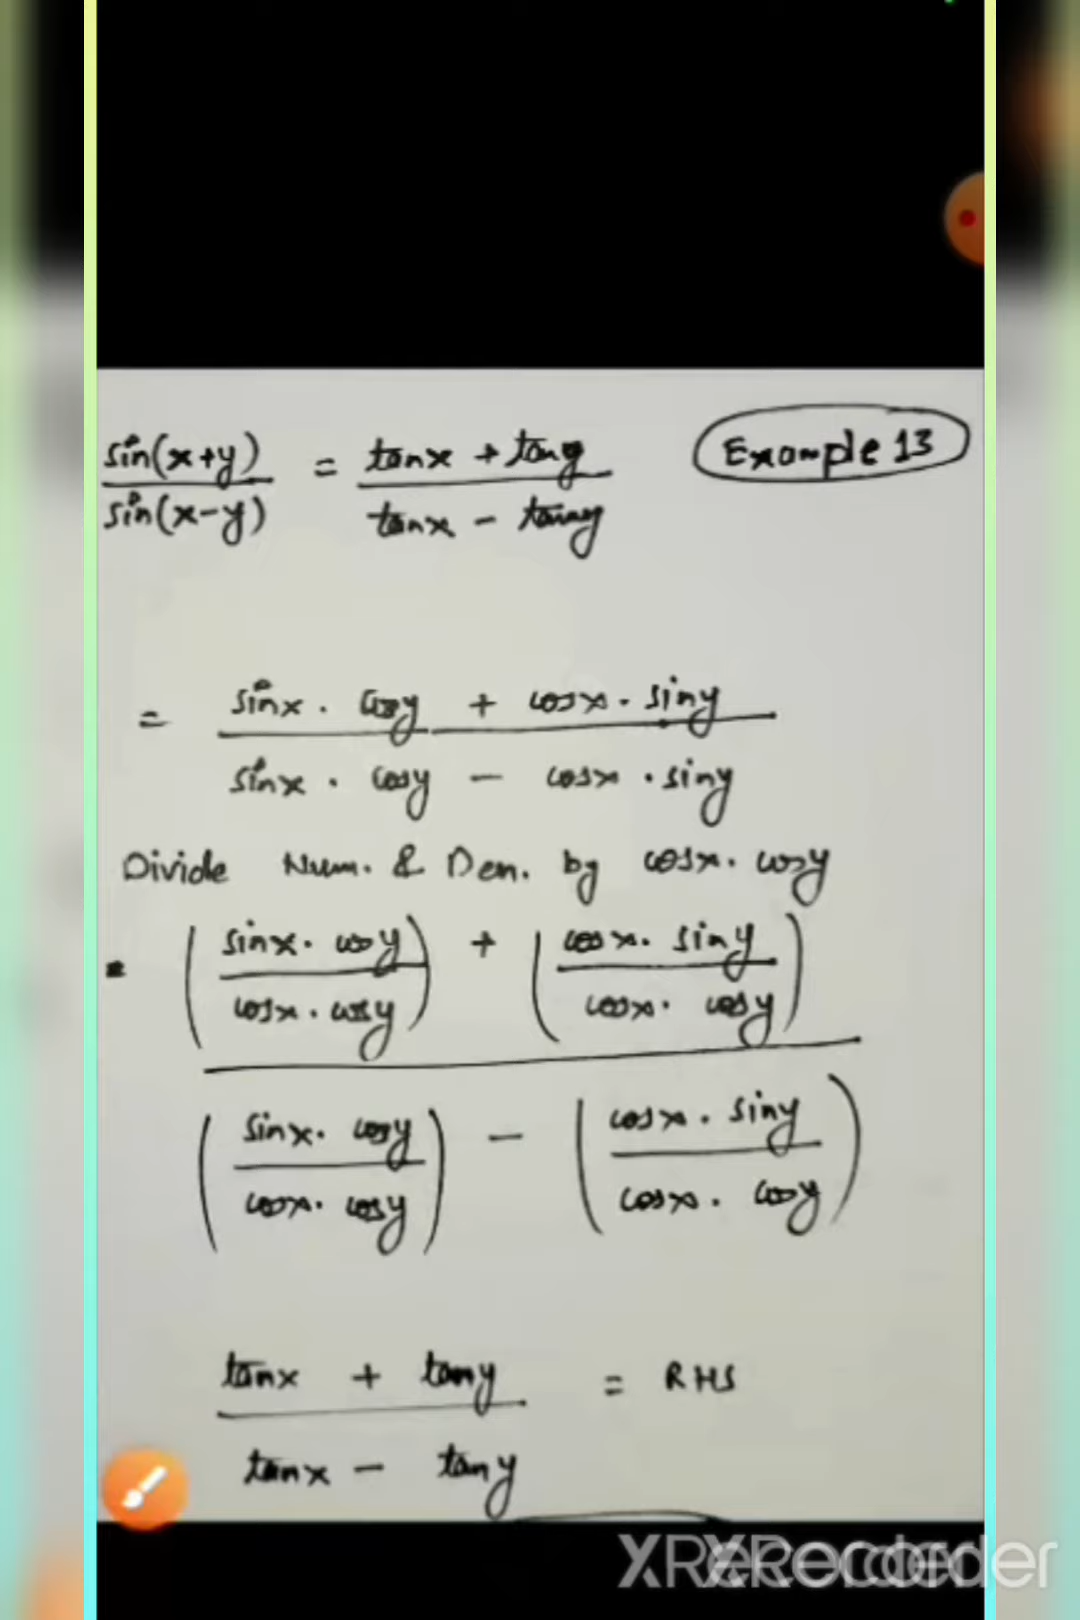 sin(x+y) / sin(x-y) = tanx + tany / tanx - tany
Example 13
= sinx . cosy + cosx . siny / sinx . cosy - cosx . siny
Divide Num. & Den. by cosx. cosy
= (sinx. cosy / cosx. cosy) + (cosx. siny / cosx. cosy)
(sinx. cosy / cosx. cosy) - (cosx. siny / cosx. cosy)
tanx + tany / tanx - tany = RHS
XRecorder